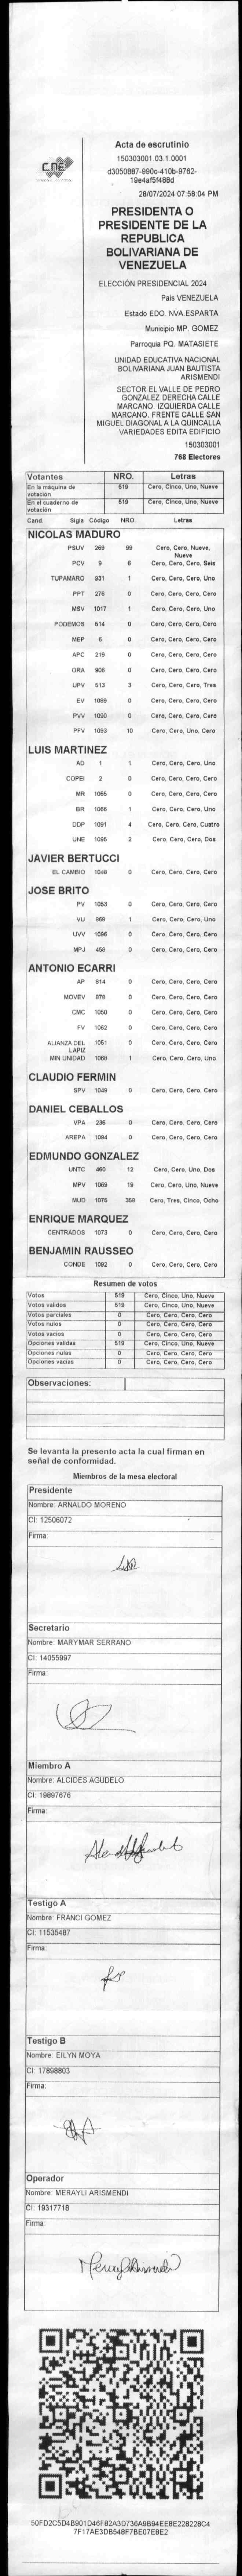 CNE
Acta de escrutinio
150303001.03.1.0001
d3050887-990c-410b-9762-
19e4af5f468d
28/07/2024 07:58:04 PM
PRESIDENTA O
PRESIDENTE DE LA
REPUBLICA
BOLIVARIANA DE
VENEZUELA
ELECCIÓN PRESIDENCIAL 2024
Pais VENEZUELA
Estado EDO. NVA.ESPARTA
Municipio MP. GOMEZ
Parroquia PQ. MATASIETE
UNIDAD EDUCATIVA NACIONAL
BOLIVARIANA JUAN BAUTISTA
ARISMENDI
SECTOR EL VALLE DE PEDRO
GONZALEZ DERECHA CALLE
MARCANO. IZQUIERDA CALLE
MARCANO. FRENTE CALLE SAN
MIGUEL DIAGONAL A LA QUINCALLA
VARIEDADES EDITA EDIFICIO
150303001
768 Electores
Votantes NRO. Letras
En la máquina de votación 519 Cero, Cinco, Uno, Nueve
En el cuaderno de votación 519 Cero, Cinco, Uno, Nueve
Cand. Sigla Código NRO. Letras
NICOLAS MADURO
PSUV 269 99 Cero, Cero, Nueve, Nueve
PCV 9 6 Cero, Cero, Cero, Seis
TUPAMARO 931 1 Cero, Cero, Cero, Uno
PPT 276 0 Cero, Cero, Cero, Cero
MSV 1017 1 Cero, Cero, Cero, Uno
PODEMOS 514 0 Cero, Cero, Cero, Cero
MEP 6 0 Cero, Cero, Cero, Cero
APC 219 0 Cero, Cero, Cero, Cero
ORA 906 0 Cero, Cero, Cero, Cero
UPV 513 3 Cero, Cero, Cero, Tres
EV 1089 0 Cero, Cero, Cero, Cero
PVV 1090 0 Cero, Cero, Cero, Cero
PFV 1093 10 Cero, Cero, Uno, Cero
LUIS MARTINEZ
AD 1 1 Cero, Cero, Cero, Uno
COPEI 2 0 Cero, Cero, Cero, Cero
MR 1065 0 Cero, Cero, Cero, Cero
BR 1066 1 Cero, Cero, Cero, Uno
DDP 1091 4 Cero, Cero, Cero, Cuatro
UNE 1095 2 Cero, Cero, Cero, Dos
JAVIER BERTUCCI
EL CAMBIO 1048 0 Cero, Cero, Cero, Cero
JOSE BRITO
PV 1053 0 Cero, Cero, Cero, Cero
VU 868 1 Cero, Cero, Cero, Uno
UVV 1096 0 Cero, Cero, Cero, Cero
MPJ 458 0 Cero, Cero, Cero, Cero
ANTONIO ECARRI
AP 814 0 Cero, Cero, Cero, Cero
MOVEV 878 0 Cero, Cero, Cero, Cero
CMC 1050 0 Cero, Cero, Cero, Cero
FV 1062 0 Cero, Cero, Cero, Cero
ALIANZA DEL LAPIZ 1051 0 Cero, Cero, Cero, Cero
MIN UNIDAD 1068 1 Cero, Cero, Cero, Uno
CLAUDIO FERMIN
SPV 1049 0 Cero, Cero, Cero, Cero
DANIEL CEBALLOS
VPA 236 0 Cero, Cero, Cero, Cero
AREPA 1094 0 Cero, Cero, Cero, Cero
EDMUNDO GONZALEZ
UNTC 460 12 Cero, Cero, Uno, Dos
MPV 1069 19 Cero, Cero, Uno, Nueve
MUD 1075 358 Cero, Tres, Cinco, Ocho
ENRIQUE MARQUEZ
CENTRADOS 1073 0 Cero, Cero, Cero, Cero
BENJAMIN RAUSSEO
CONDE 1092 0 Cero, Cero, Cero, Cero
Resumen de votos
Votos 519 Cero, Cinco, Uno, Nueve
Votos validos 519 Cero, Cinco, Uno, Nueve
Votos parciales 0 Cero, Cero, Cero, Cero
Votos nulos 0 Cero, Cero, Cero, Cero
Votos vacios 0 Cero, Cero, Cero, Cero
Opciones validas 519 Cero, Cinco, Uno, Nueve
Opciones nulas 0 Cero, Cero, Cero, Cero
Opciones vacias 0 Cero, Cero, Cero, Cero
Observaciones:
Se levanta la presente acta la cual firman en
señal de conformidad.
Miembros de la mesa electoral
Presidente
Nombre: ARNALDO MORENO
CI: 12506072
Firma:
Secretario
Nombre: MARYMAR SERRANO
CI: 14055997
Firma:
Miembro A
Nombre: ALCIDES AGUDELO
CI: 19897676
Firma:
Testigo A
Nombre: FRANCI GOMEZ
CI: 11535487
Firma:
Testigo B
Nombre: EILYN MOYA
CI: 17898803
Firma:
Operador
Nombre: MERAYLI ARISMENDI
CI: 19317718
Firma:
50FD2C5D4B901D46F82A3D736A9B94EE8E228228C4
7F17AE3DB548F7BE07E8E2